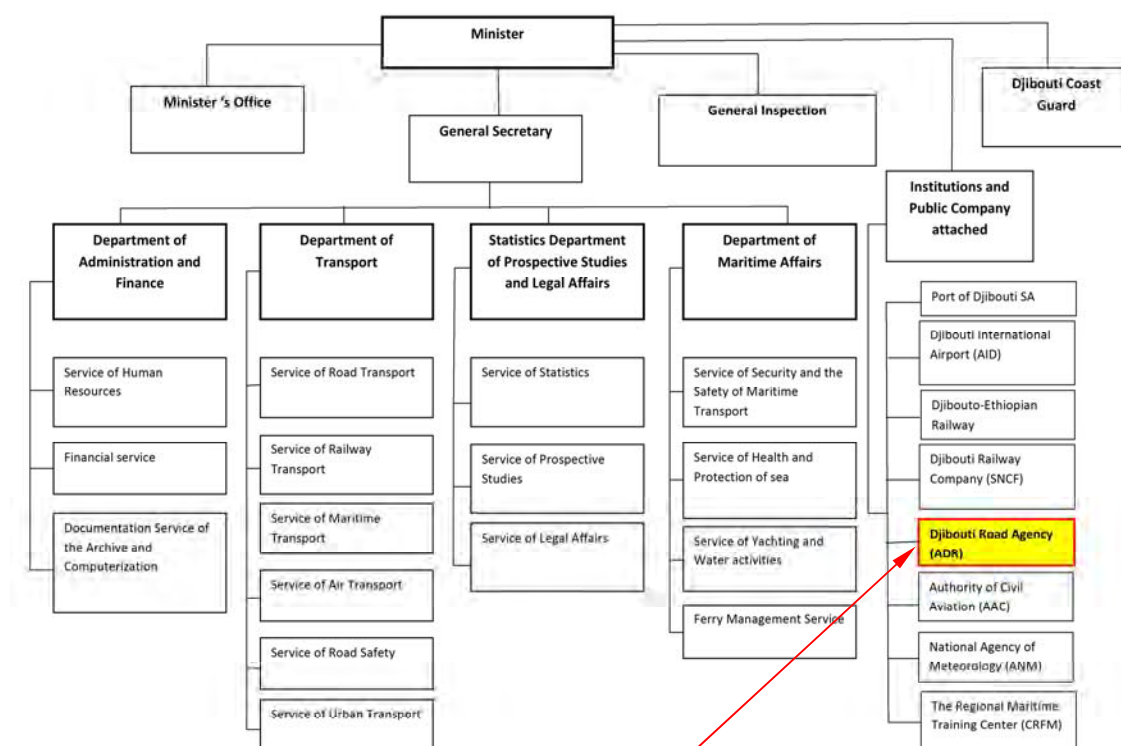 Minister
Minister 's Office
General Secretary
General Inspection
Djibouti Coast
Guard
Institutions and
Public Company
attached
Department of
Administration and
Finance
Service of Human
Resources
Financial service
Documentation Service of
the Archive and
Computerization
Department of
Transport
Service of Road Transport
Service of Railway
Transport
Service of Maritime
Transport
Service of Air Transport
Service of Road Safety
Service of Urban Transport
Statistics Department
of Prospective Studies
and Legal Affairs
Service of Statistics
Service of Prospective
Studies
Service of Legal Affairs
Department of
Maritime Affairs
Service of Security and the
Safety of Maritime
Transport
Service of Health and
Protection of sea
Service of Yachting and
Water activities
Ferry Management Service
Port of Djibouti SA
Djibouti International
Airport (AID)
Djibouto-Ethiopian
Railway
Djibouti Railway
Company (SNCF)
Djibouti Road Agency
(ADR)
Authority of Civil
Aviation (AAC)
National Agency of
Meteorology (ANM)
The Regional Maritime
Training Center (CRFM)